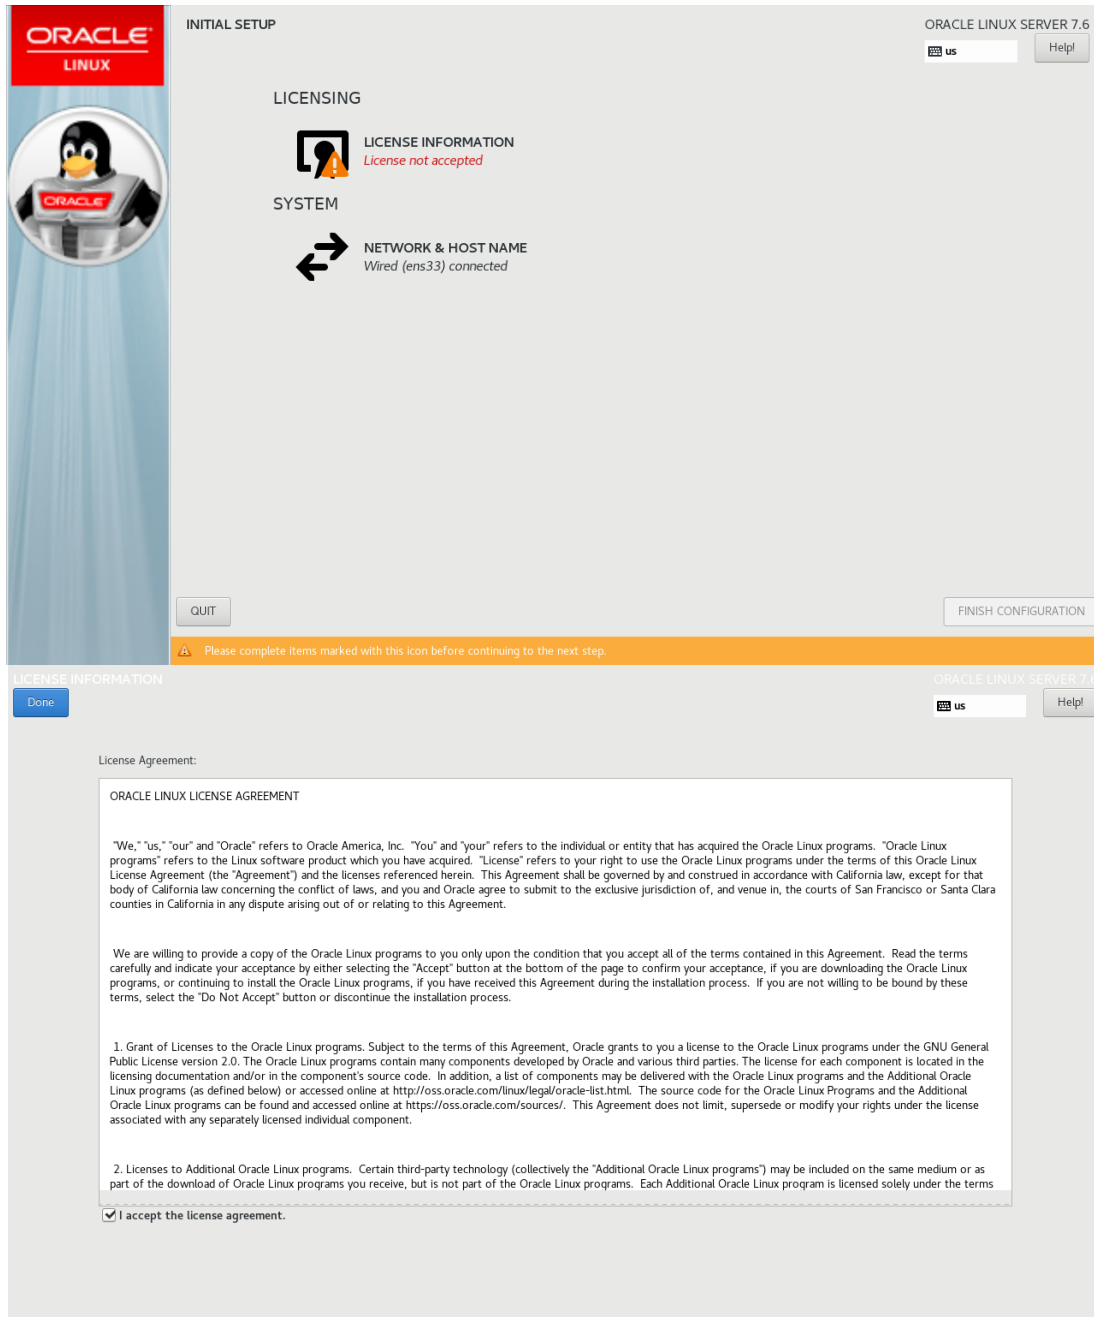 ORACLE
LINUX
ORACLE
INITIAL SETUP
ORACLE LINUX SERVER 7.6
us
Help!
LICENSING
LICENSE INFORMATION
License not accepted
SYSTEM
NETWORK & HOST NAME
Wired (ens33) connected
QUIT
FINISH CONFIGURATION
Please complete items marked with this icon before continuing to the next step.
LICENSE INFORMATION
ORACLE LINUX SERVER 7.6
Done
us
Help!
License Agreement:
ORACLE LINUX LICENSE AGREEMENT
"We," "us," "our" and "Oracle" refers to Oracle America, Inc.  "You" and "your" refers to the individual or entity that has acquired the Oracle Linux programs.  "Oracle Linux
programs" refers to the Linux software product which you have acquired.  "License" refers to your right to use the Oracle Linux programs under the terms of this Oracle Linux
License Agreement (the "Agreement") and the licenses referenced herein.  This Agreement shall be governed by and construed in accordance with California law, except for that
body of California law concerning the conflict of laws, and you and Oracle agree to submit to the exclusive jurisdiction of, and venue in, the courts of San Francisco or Santa Clara
counties in California in any dispute arising out of or relating to this Agreement.
We are willing to provide a copy of the Oracle Linux programs to you only upon the condition that you accept all of the terms contained in this Agreement.  Read the terms
carefully and indicate your acceptance by either selecting the "Accept" button at the bottom of the page to confirm your acceptance, if you are downloading the Oracle Linux
programs, or continuing to install the Oracle Linux programs, if you have received this Agreement during the installation process.  If you are not willing to be bound by these
terms, select the "Do Not Accept" button or discontinue the installation process.
1. Grant of Licenses to the Oracle Linux programs. Subject to the terms of this Agreement, Oracle grants to you a license to the Oracle Linux programs under the GNU General
Public License version 2.0. The Oracle Linux programs contain many components developed by Oracle and various third parties. The license for each component is located in the
licensing documentation and/or in the component's source code.  In addition, a list of components may be delivered with the Oracle Linux programs and the Additional Oracle
Linux programs (as defined below) or accessed online at http://oss.oracle.com/linux/legal/oracle-list.html.  The source code for the Oracle Linux Programs and the Additional
Oracle Linux programs can be found and accessed online at https://oss.oracle.com/sources/.  This Agreement does not limit, supersede or modify your rights under the license
associated with any separately licensed individual component.
2. Licenses to Additional Oracle Linux programs.  Certain third-party technology (collectively the "Additional Oracle Linux programs") may be included on the same medium or as
part of the download of Oracle Linux programs you receive, but is not part of the Oracle Linux programs.  Each Additional Oracle Linux program is licensed solely under the terms
I accept the license agreement.